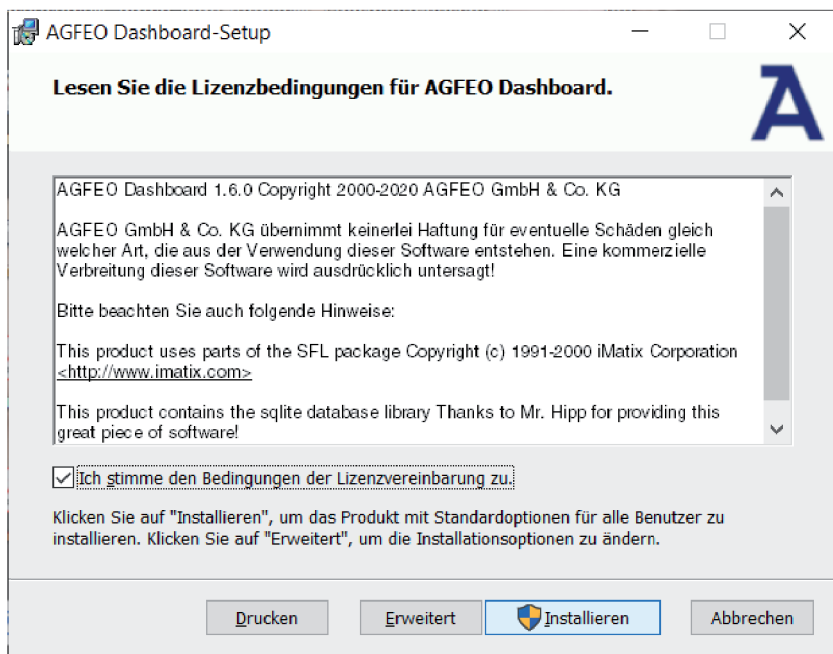 AGFEO Dashboard-Setup
Lesen Sie die Lizenzbedingungen für AGFEO Dashboard.
A
AGFEO Dashboard 1.6.0 Copyright 2000-2020 AGFEO GmbH & Co. KG
AGFEO GmbH & Co. KG übernimmt keinerlei Haftung für eventuelle Schäden gleich
welcher Art, die aus der Verwendung dieser Software entstehen. Eine kommerzielle
Verbreitung dieser Software wird ausdrücklich untersagt!
Bitte beachten Sie auch folgende Hinweise:
This product uses parts of the SFL package Copyright (c) 1991-2000 iMatix Corporation
<http://www.imatix.com>
This product contains the sqlite database library Thanks to Mr. Hipp for providing this
great piece of software!
Ich stimme den Bedingungen der Lizenzvereinbarung zu.
Klicken Sie auf "Installieren", um das Produkt mit Standardoptionen für alle Benutzer zu
installieren. Klicken Sie auf "Erweitert", um die Installationsoptionen zu ändern.
Drucken
Erweitert
Installieren
Abbrechen